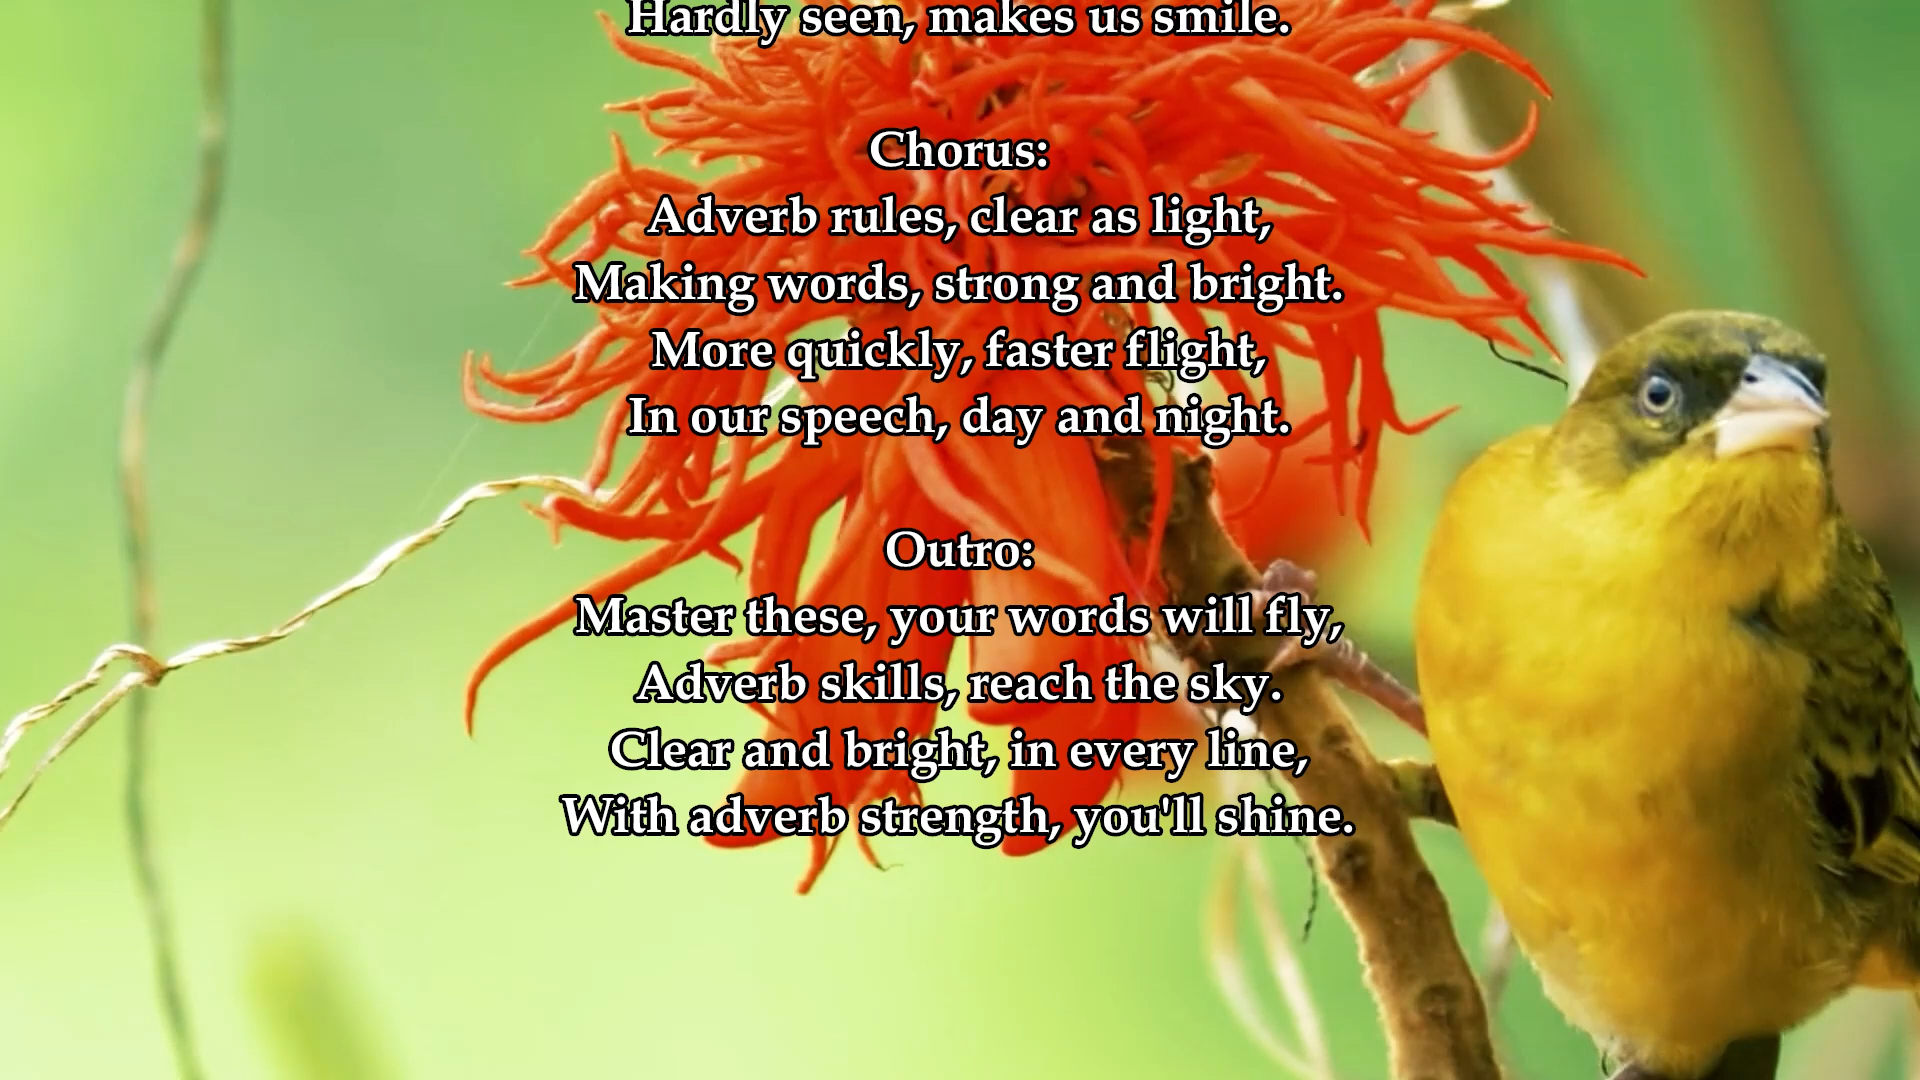 Hardly seen, makes us smile.
Chorus:
Adverb rules, clear as light,
Making words, strong and bright.
More quickly, faster flight,
In our speech, day and night.
Outro:
Master these, your words will fly,
Adverb skills, reach the sky.
Clear and bright, in every line,
With adverb strength, you'll shine.